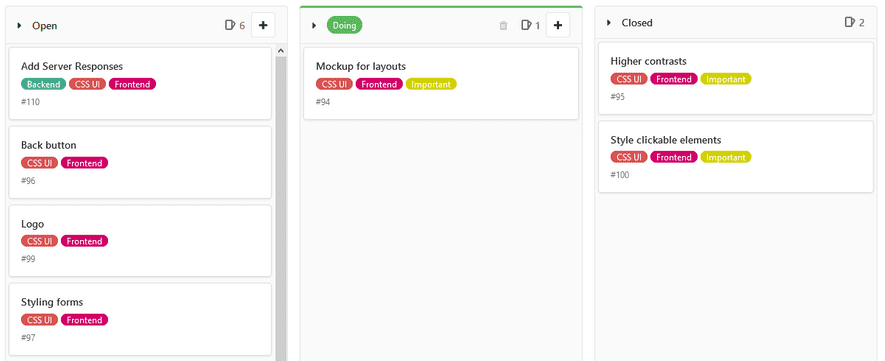 Open 6
Add Server Responses
Backend CSS UI Frontend
#110
Back button
CSS UI Frontend
#96
Logo
CSS UI Frontend
#99
Styling forms
CSS UI Frontend
#97
Doing 1
Mockup for layouts
CSS UI Frontend Important
#94
Closed 2
Higher contrasts
CSS UI Frontend Important
#95
Style clickable elements
CSS UI Frontend Important
#100